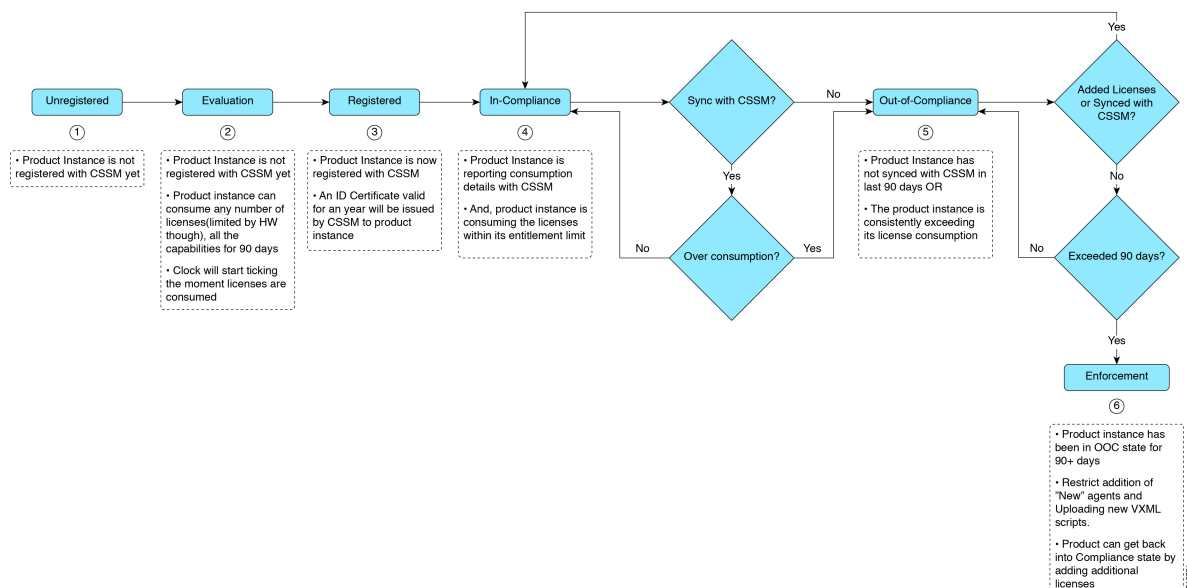 Yes
Unregistered
Evaluation
Registered
In-Compliance
Sync with CSSM?
No
Out-of-Compliance
Added Licenses
or Synced with
CSSM?
1
2
3
4
5
• Product Instance is not
registered with CSSM yet
• Product Instance is not
registered with CSSM yet
• Product instance can
consume any number of
licenses(limited by HW
though), all the
capabilities for 90 days
• Clock will start ticking
the moment licenses are
consumed
• Product Instance is now
registered with CSSM
• An ID Certificate valid
for an year will be issued
by CSSM to product
instance
• Product Instance is
reporting consumption
details with CSSM
• And, product instance is
consuming the licenses
within its entitlement limit
Yes
No
Over consumption?
Yes
• Product Instance has
not synced with CSSM in
last 90 days OR
• The product instance is
consistently exceeding
its license consumption
No
No
Exceeded 90 days?
Yes
Enforcement
6
• Product instance has
been in OOC state for
90+ days
• Restrict addition of
"New" agents and
Uploading new VXML
scripts.
• Product can get back
into Compliance state by
adding additional
licenses